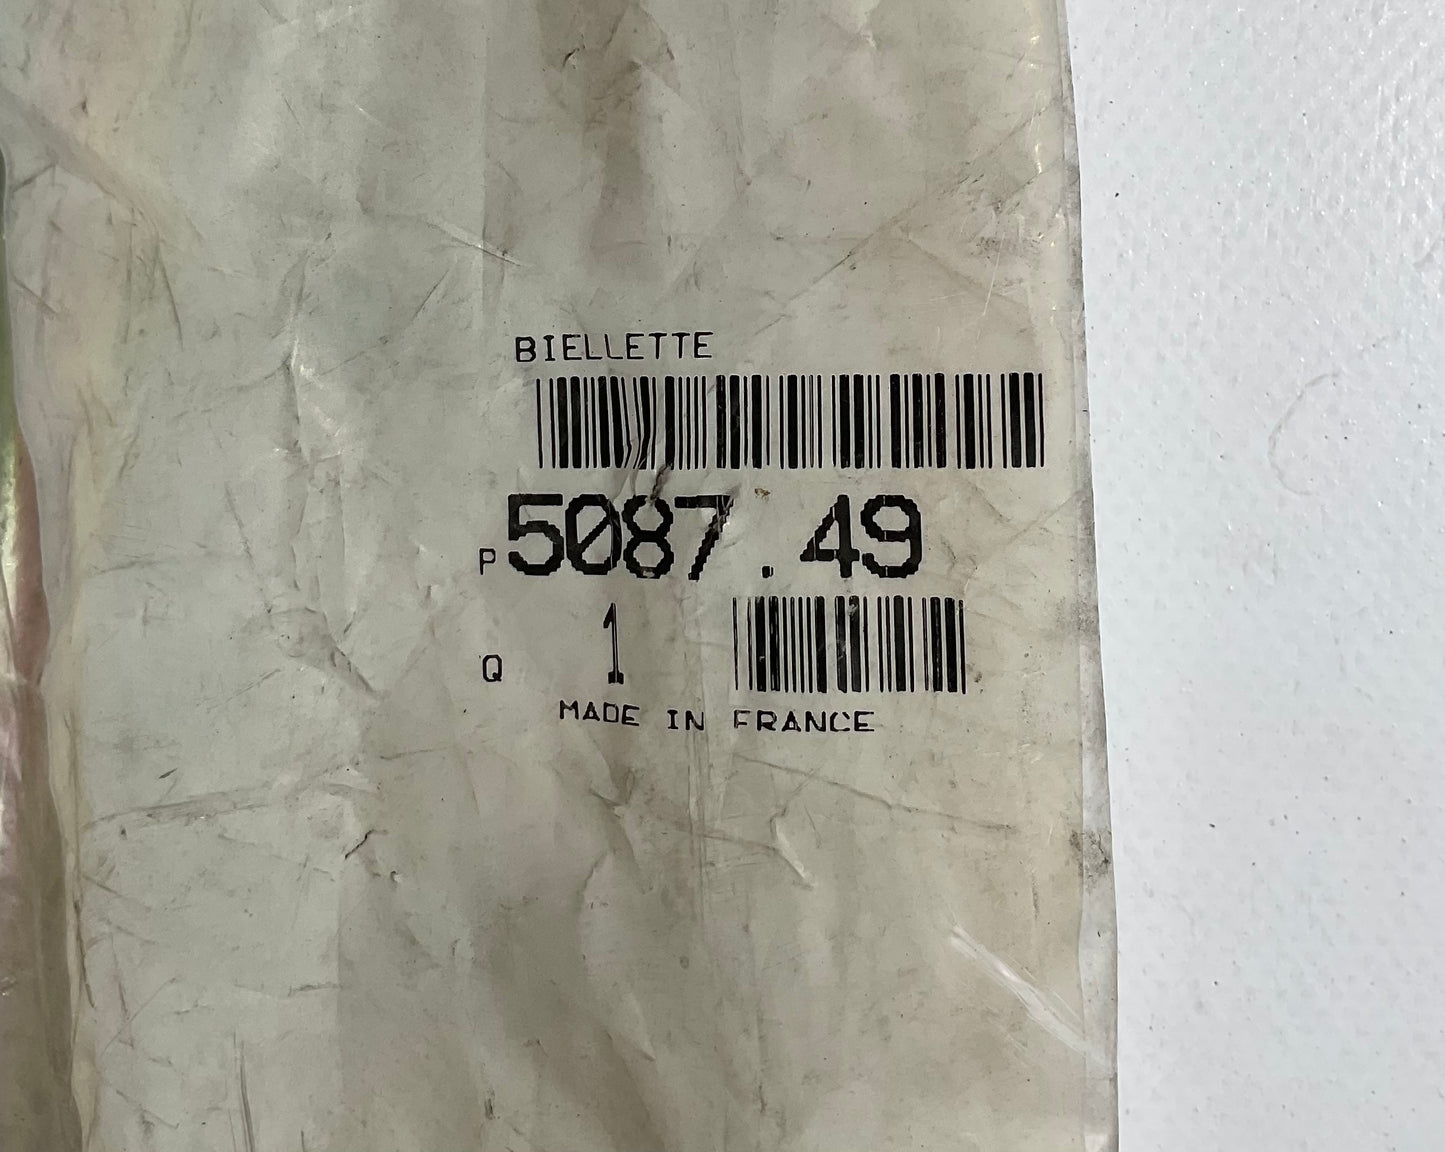 BIELLETTE
P 5087.49
Q 1
MADE IN FRANCE